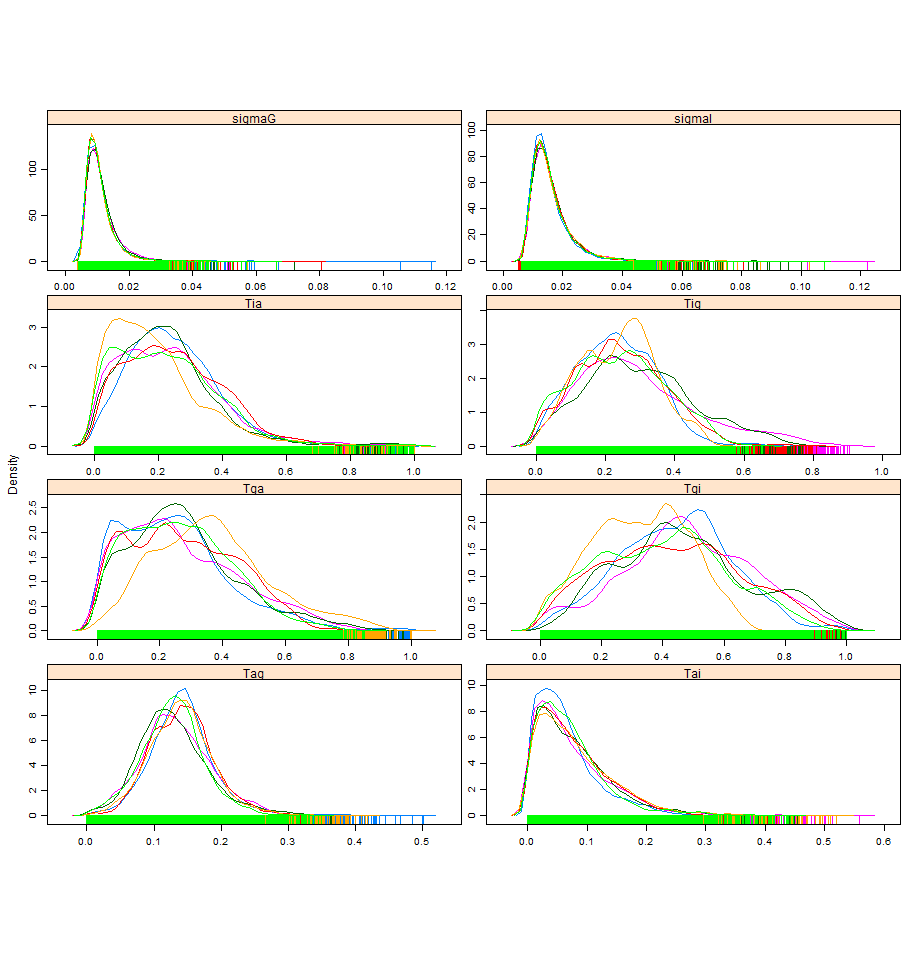 Density
sigmaG
0 50 100
0.00 0.02 0.04 0.06 0.08 0.10 0.12
sigmaI
0 20 40 60 80 100
0.00 0.02 0.04 0.06 0.08 0.10 0.12
Tia
0 1 2 3
0.0 0.2 0.4 0.6 0.8 1.0
Tig
0 1 2 3
0.0 0.2 0.4 0.6 0.8 1.0
Tga
0.0 0.5 1.0 1.5 2.0 2.5
0.0 0.2 0.4 0.6 0.8 1.0
Tgi
0.0 0.5 1.0 1.5 2.0
0.0 0.2 0.4 0.6 0.8 1.0
Tag
0 2 4 6 8 10
0.0 0.1 0.2 0.3 0.4 0.5
Tai
0 2 4 6 8 10
0.0 0.1 0.2 0.3 0.4 0.5 0.6